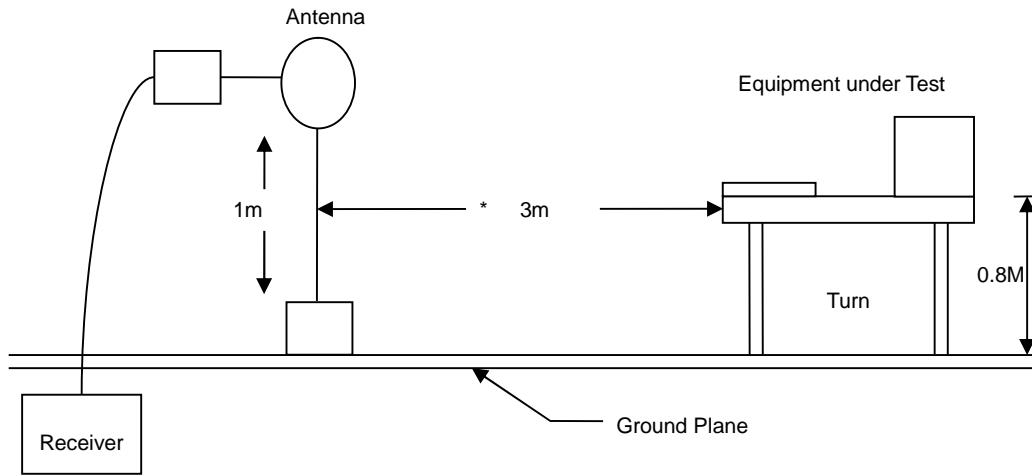 Antenna
Equipment under Test
1m
* 3m
0.8M
Turn
Ground Plane
Receiver